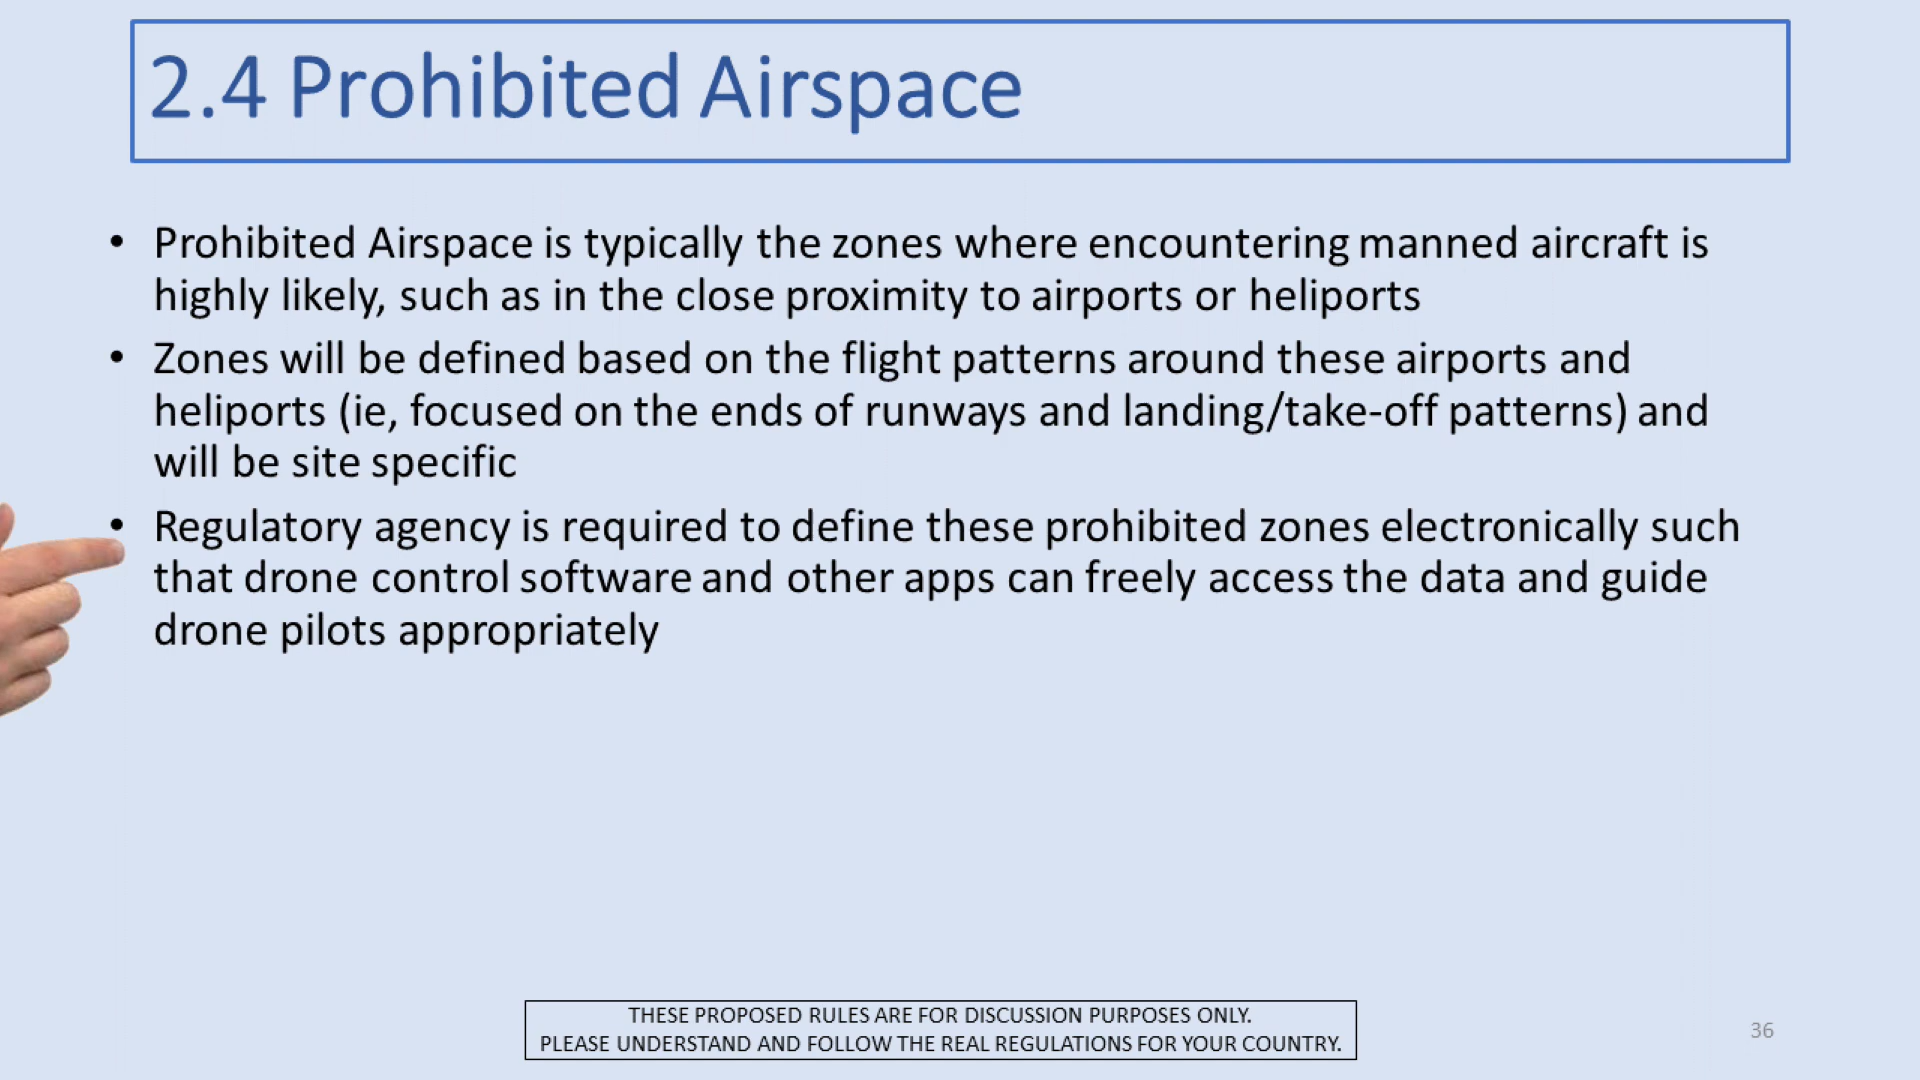 2.4 Prohibited Airspace
• Prohibited Airspace is typically the zones where encountering manned aircraft is
highly likely, such as in the close proximity to airports or heliports
• Zones will be defined based on the flight patterns around these airports and
heliports (ie, focused on the ends of runways and landing/take-off patterns) and
will be site specific
• Regulatory agency is required to define these prohibited zones electronically such
that drone control software and other apps can freely access the data and guide
drone pilots appropriately
THESE PROPOSED RULES ARE FOR DISCUSSION PURPOSES ONLY.
PLEASE UNDERSTAND AND FOLLOW THE REAL REGULATIONS FOR YOUR COUNTRY.
36